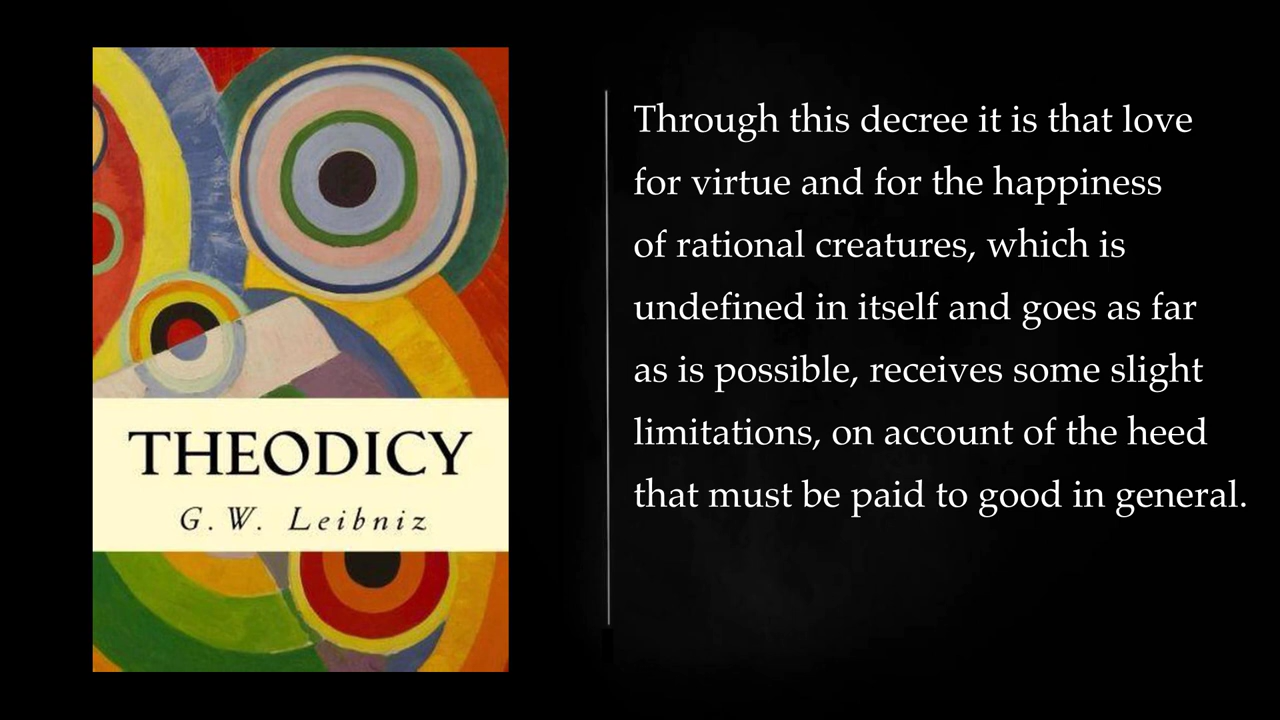 THEODICY
G.W. Leibniz
Through this decree it is that love
for virtue and for the happiness
of rational creatures, which is
undefined in itself and goes as far
as is possible, receives some slight
limitations, on account of the heed
that must be paid to good in general.